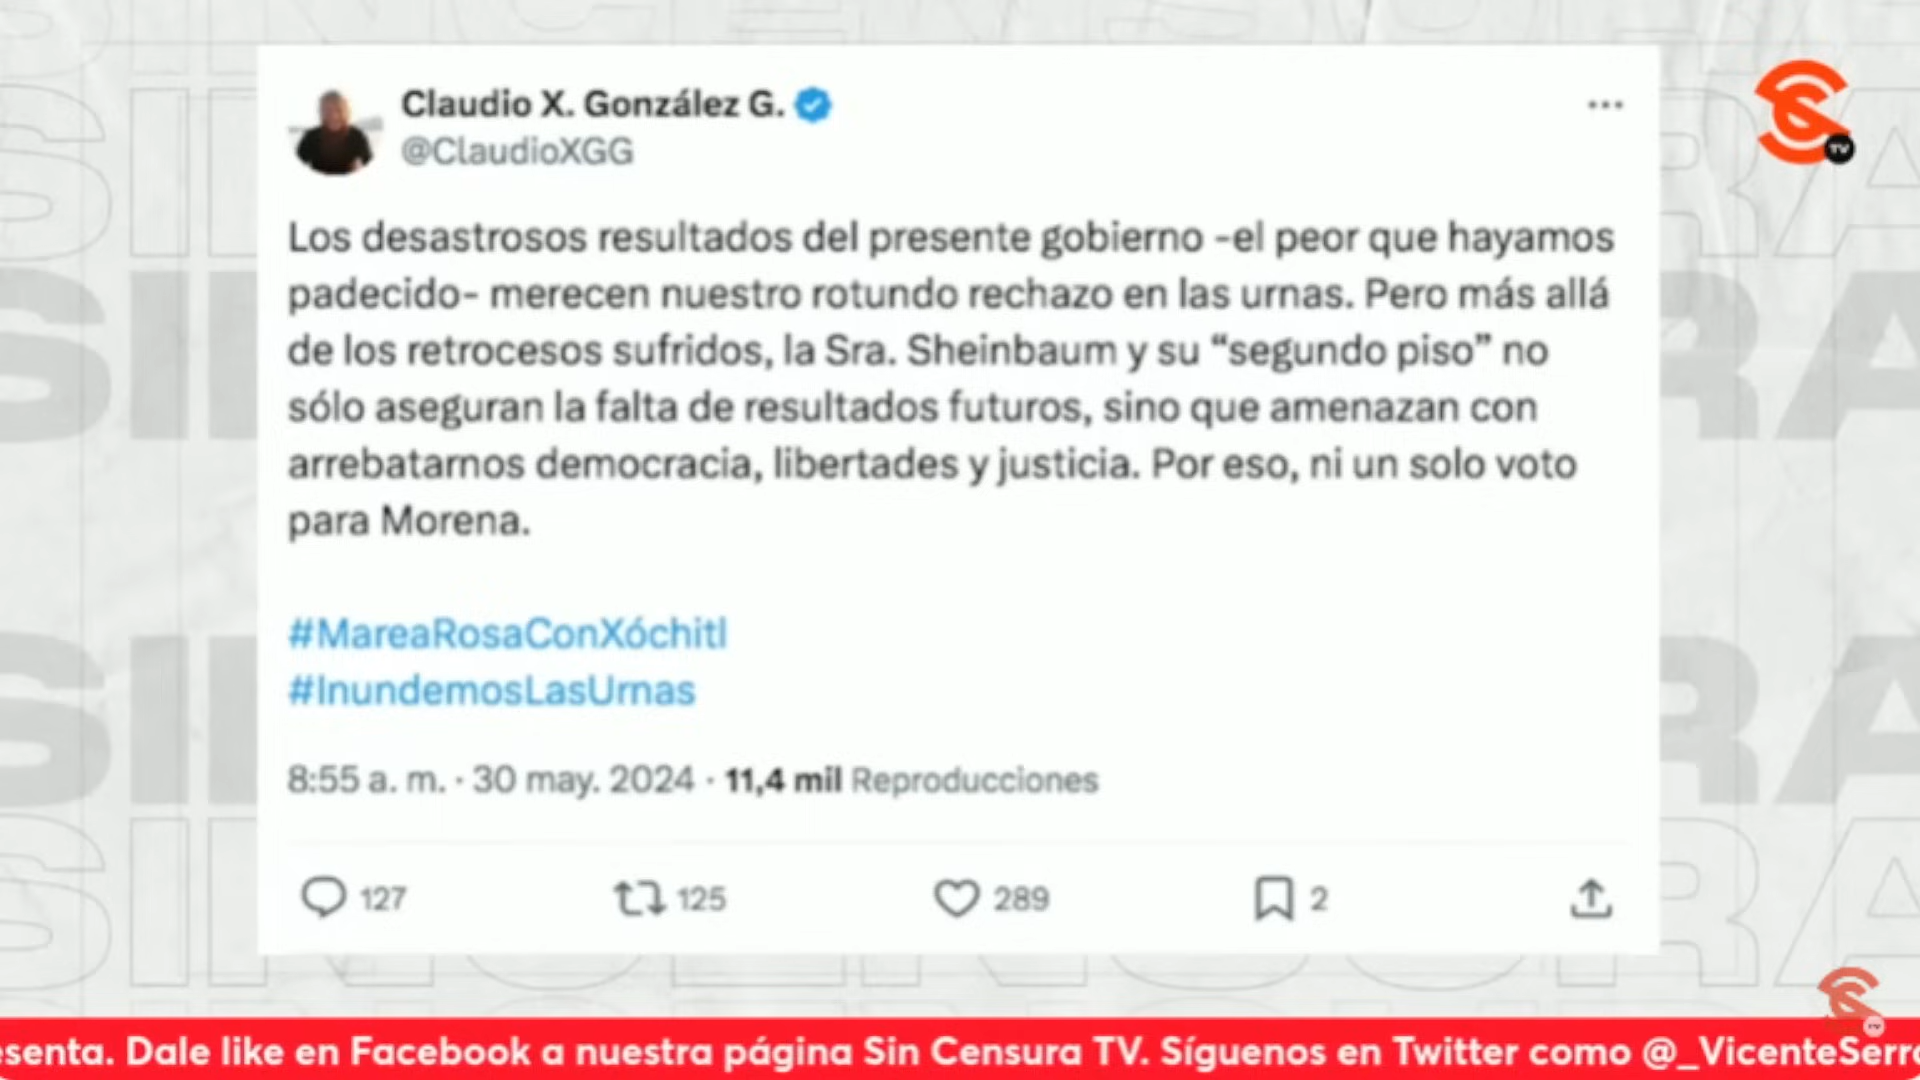 Claudio X. González G.
@ClaudioXGG
Los desastrosos resultados del presente gobierno -el peor que hayamos
padecido- merecen nuestro rotundo rechazo en las urnas. Pero más allá
de los retrocesos sufridos, la Sra. Sheinbaum y su “segundo piso” no
sólo aseguran la falta de resultados futuros, sino que amenazan con
arrebatarnos democracia, libertades y justicia. Por eso, ni un solo voto
para Morena.
#MareaRosaConXóchitl
#InundemosLasUrnas
8:55 a. m. · 30 may. 2024 · 11,4 mil Reproducciones
127 125 289 2
TV
esenta. Dale like en Facebook a nuestra página Sin Censura TV. Síguenos en Twitter como @_VicenteSerra